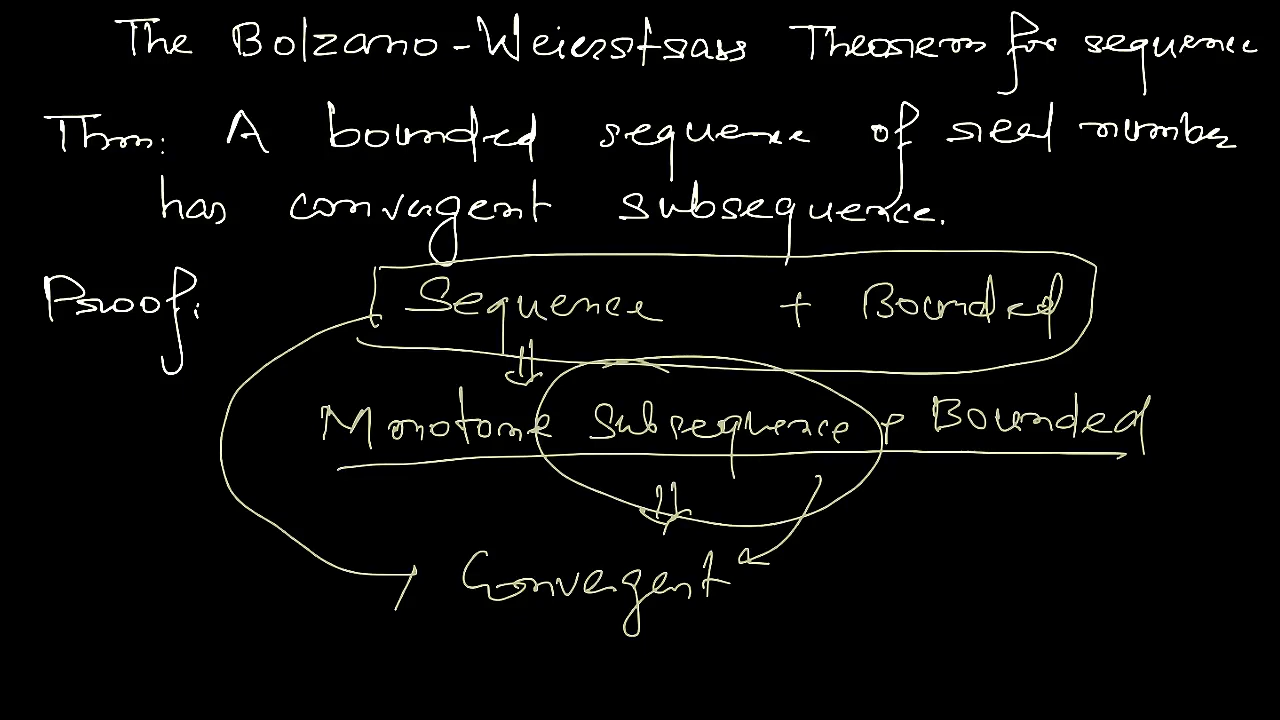 The Bolzano-Weierstrass Theorem for sequence
Thm: A bounded sequence of real number
has convergent subsequence.
Proof:
Sequence + Bounded
⇓
Monotone Subsequence + Bounded
⇓
Convergent